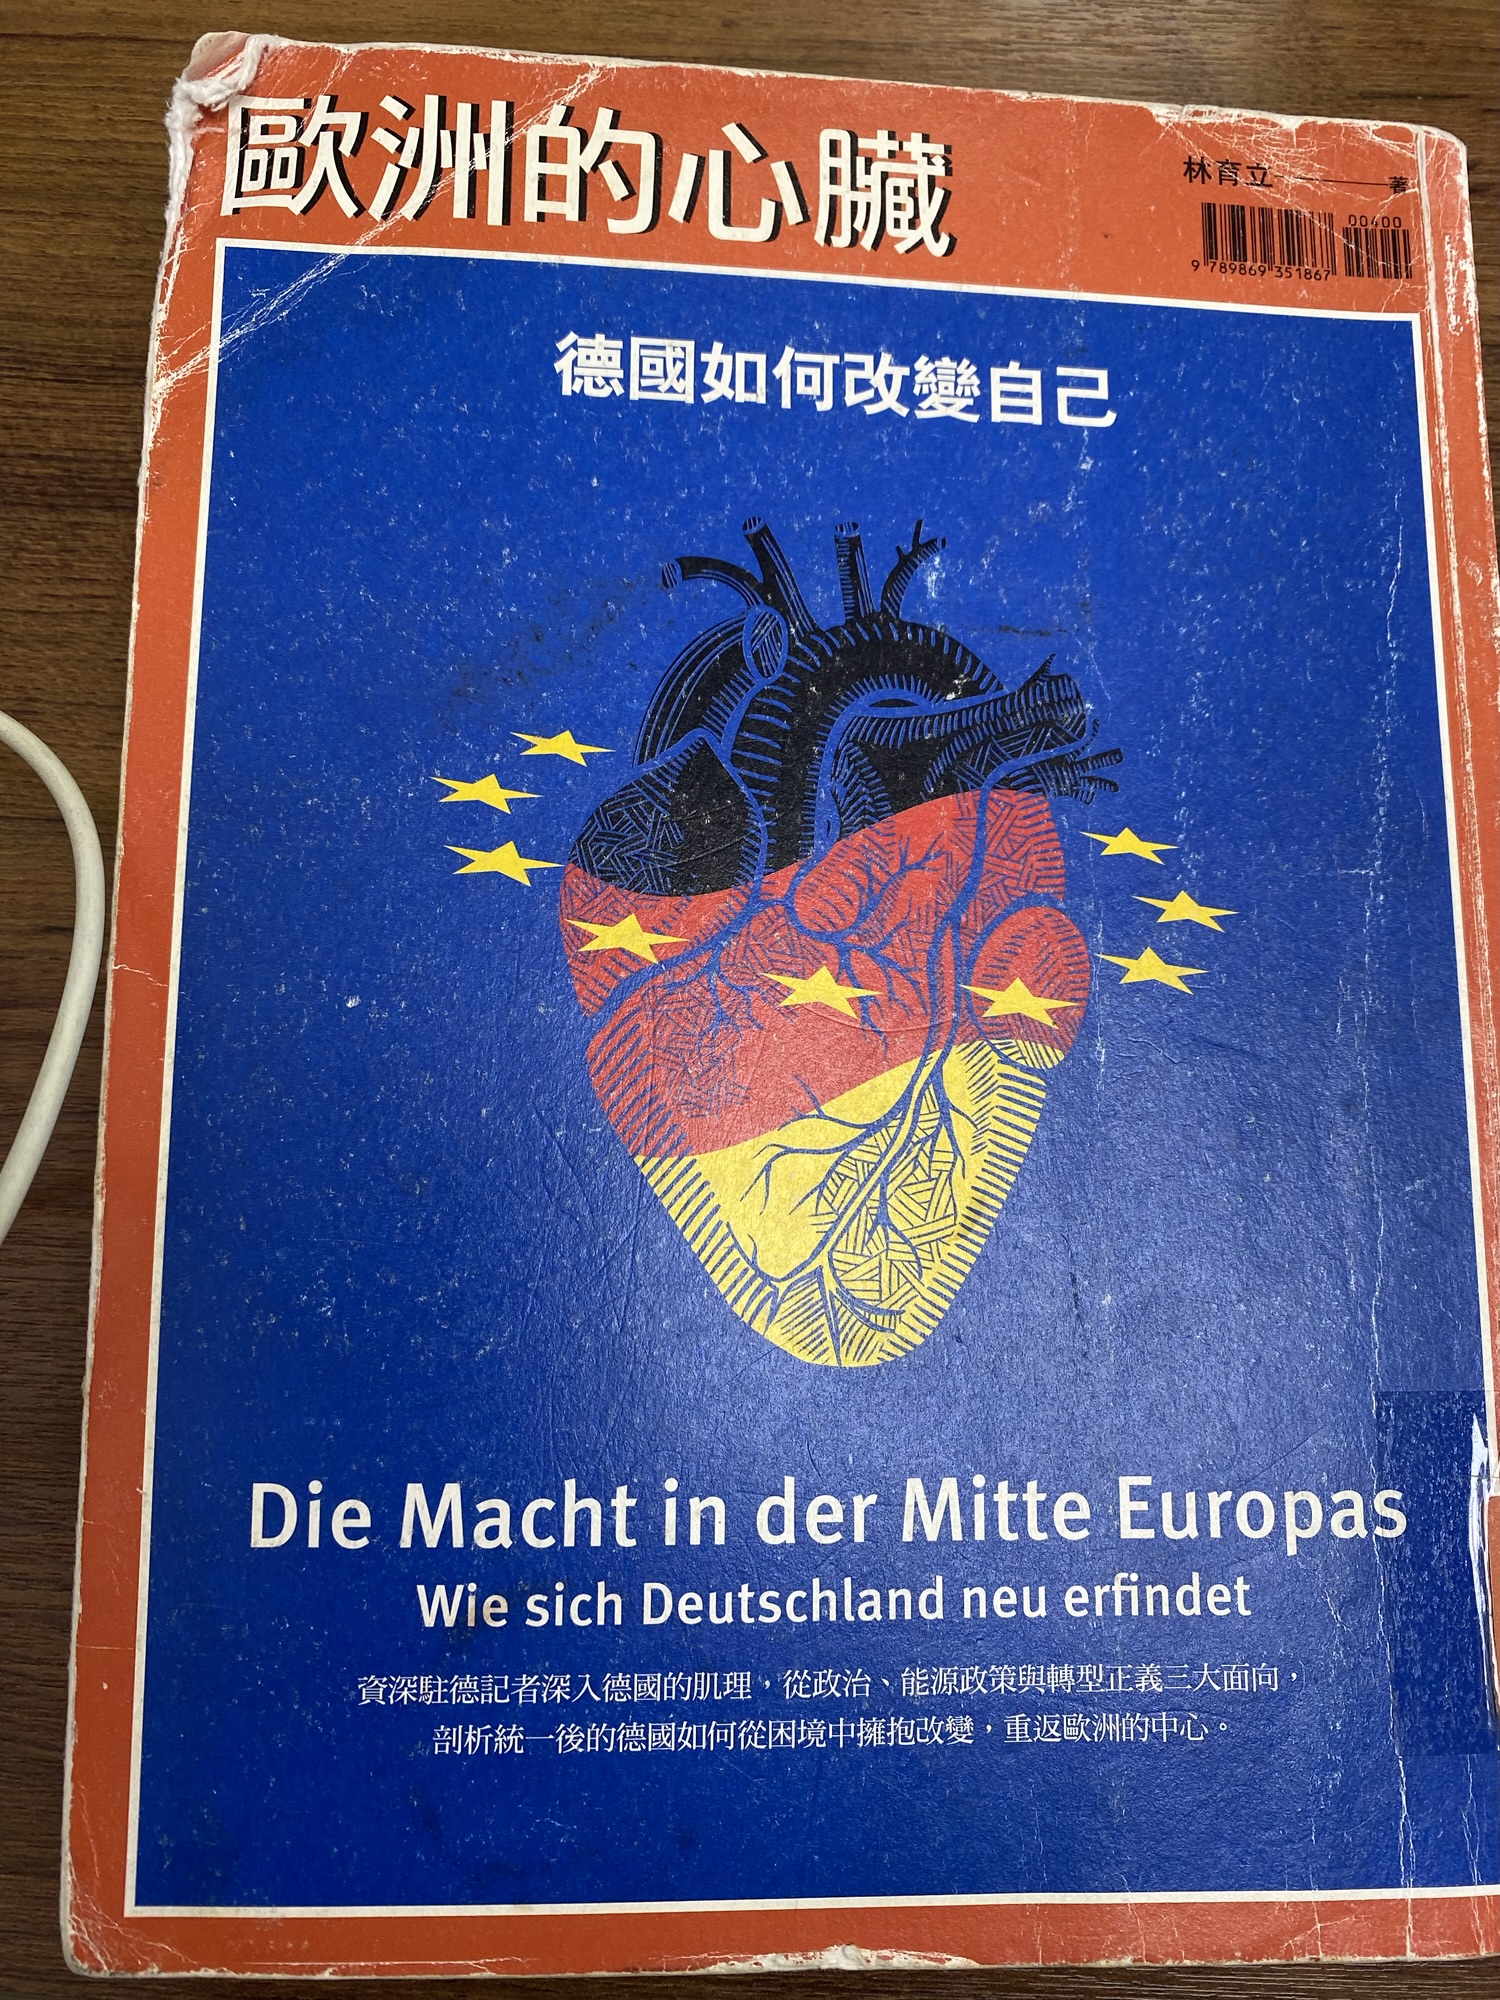 歐洲的心臟
林育立 著
00400
9 789869 351867
德國如何改變自己
Die Macht in der Mitte Europas
Wie sich Deutschland neu erfindet
資深駐德記者深入德國的肌理，從政治、能源政策與轉型正義三大面向，
剖析統一後的德國如何從困境中擁抱改變，重返歐洲的中心。